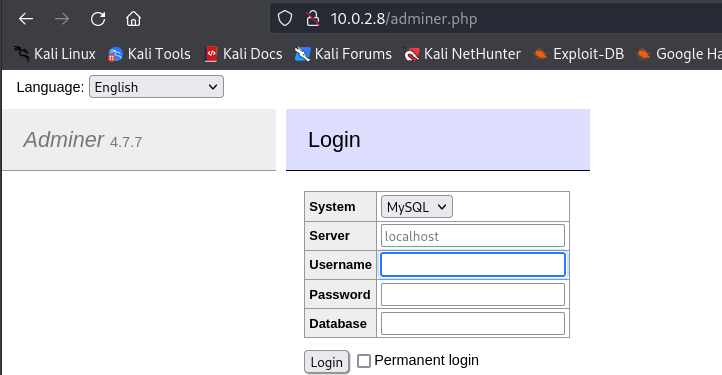 10.0.2.8/adminer.php
Kali Linux Kali Tools Kali Docs Kali Forums Kali NetHunter Exploit-DB Google Ha
Language: English
Adminer 4.7.7
Login
System MySQL
Server localhost
Username
Password
Database
Login Permanent login